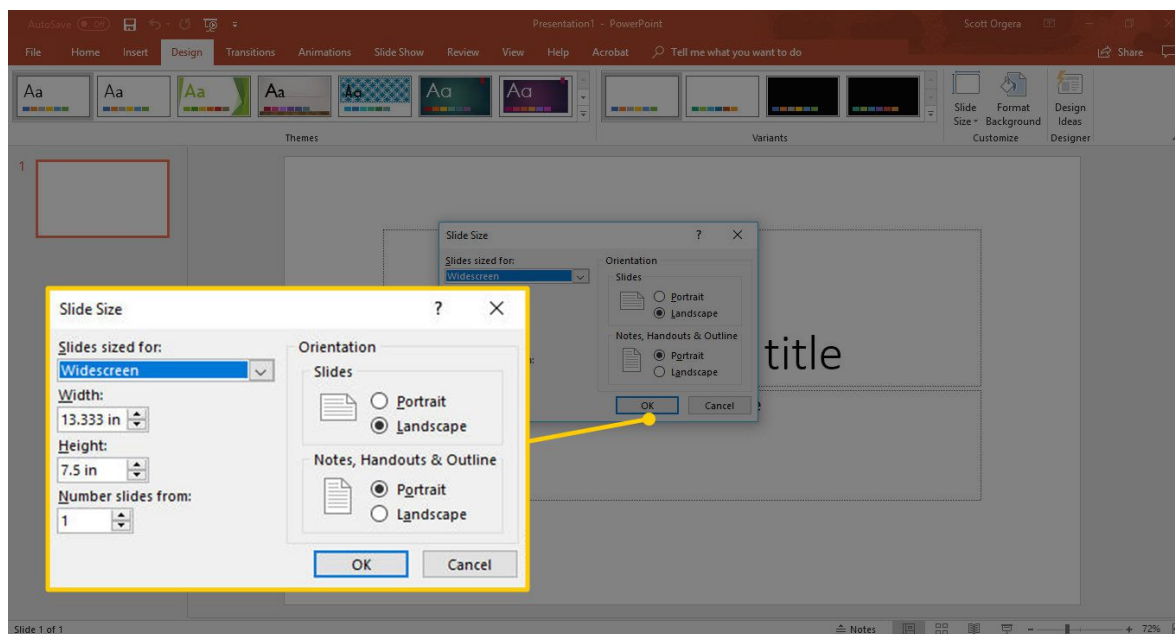 AutoSave Off Presentation1 - PowerPoint Scott Orgera
File Home Insert Design Transitions Animations Slide Show Review View Help Acrobat Tell me what you want to do Share
Aa Aa Aa Aa Aa Aa Aa
Slide Size Format Background Design Ideas
Themes Variants Customize Designer
1
Slide Size ? ×
Slides sized for: Orientation
Widescreen Slides
Portrait
Landscape
Notes, Handouts & Outline
Portrait
Landscape
OK Cancel
title
Slide Size ? ×
Slides sized for: Orientation
Widescreen Slides
Width:
13.333 in Portrait
Landscape
Height:
7.5 in Notes, Handouts & Outline
Number slides from: Portrait
1 Landscape
OK Cancel
Slide 1 of 1 Notes - + 72%